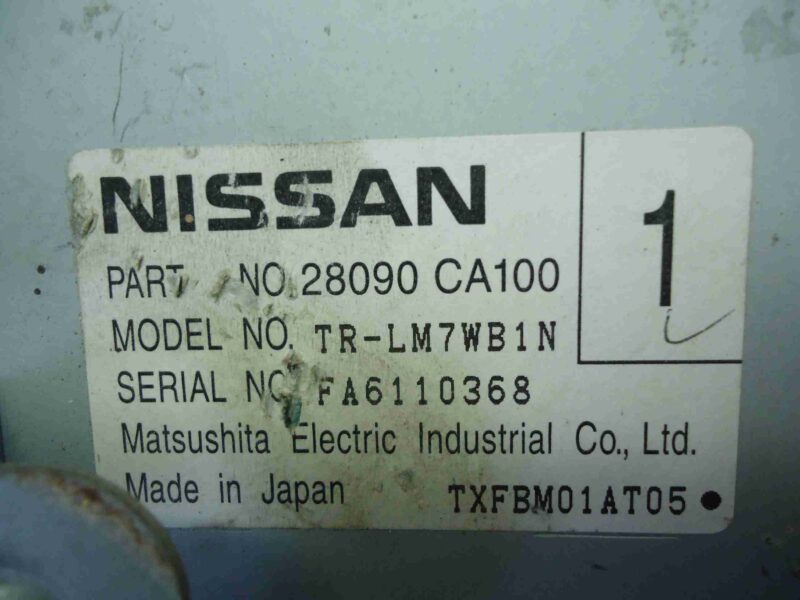 NISSAN
1
PART NO. 28090 CA100
MODEL NO. TR-LM7WB1N
SERIAL NO. FA6110368
Matsushita Electric Industrial Co., Ltd.
Made in Japan TXFBM01AT05